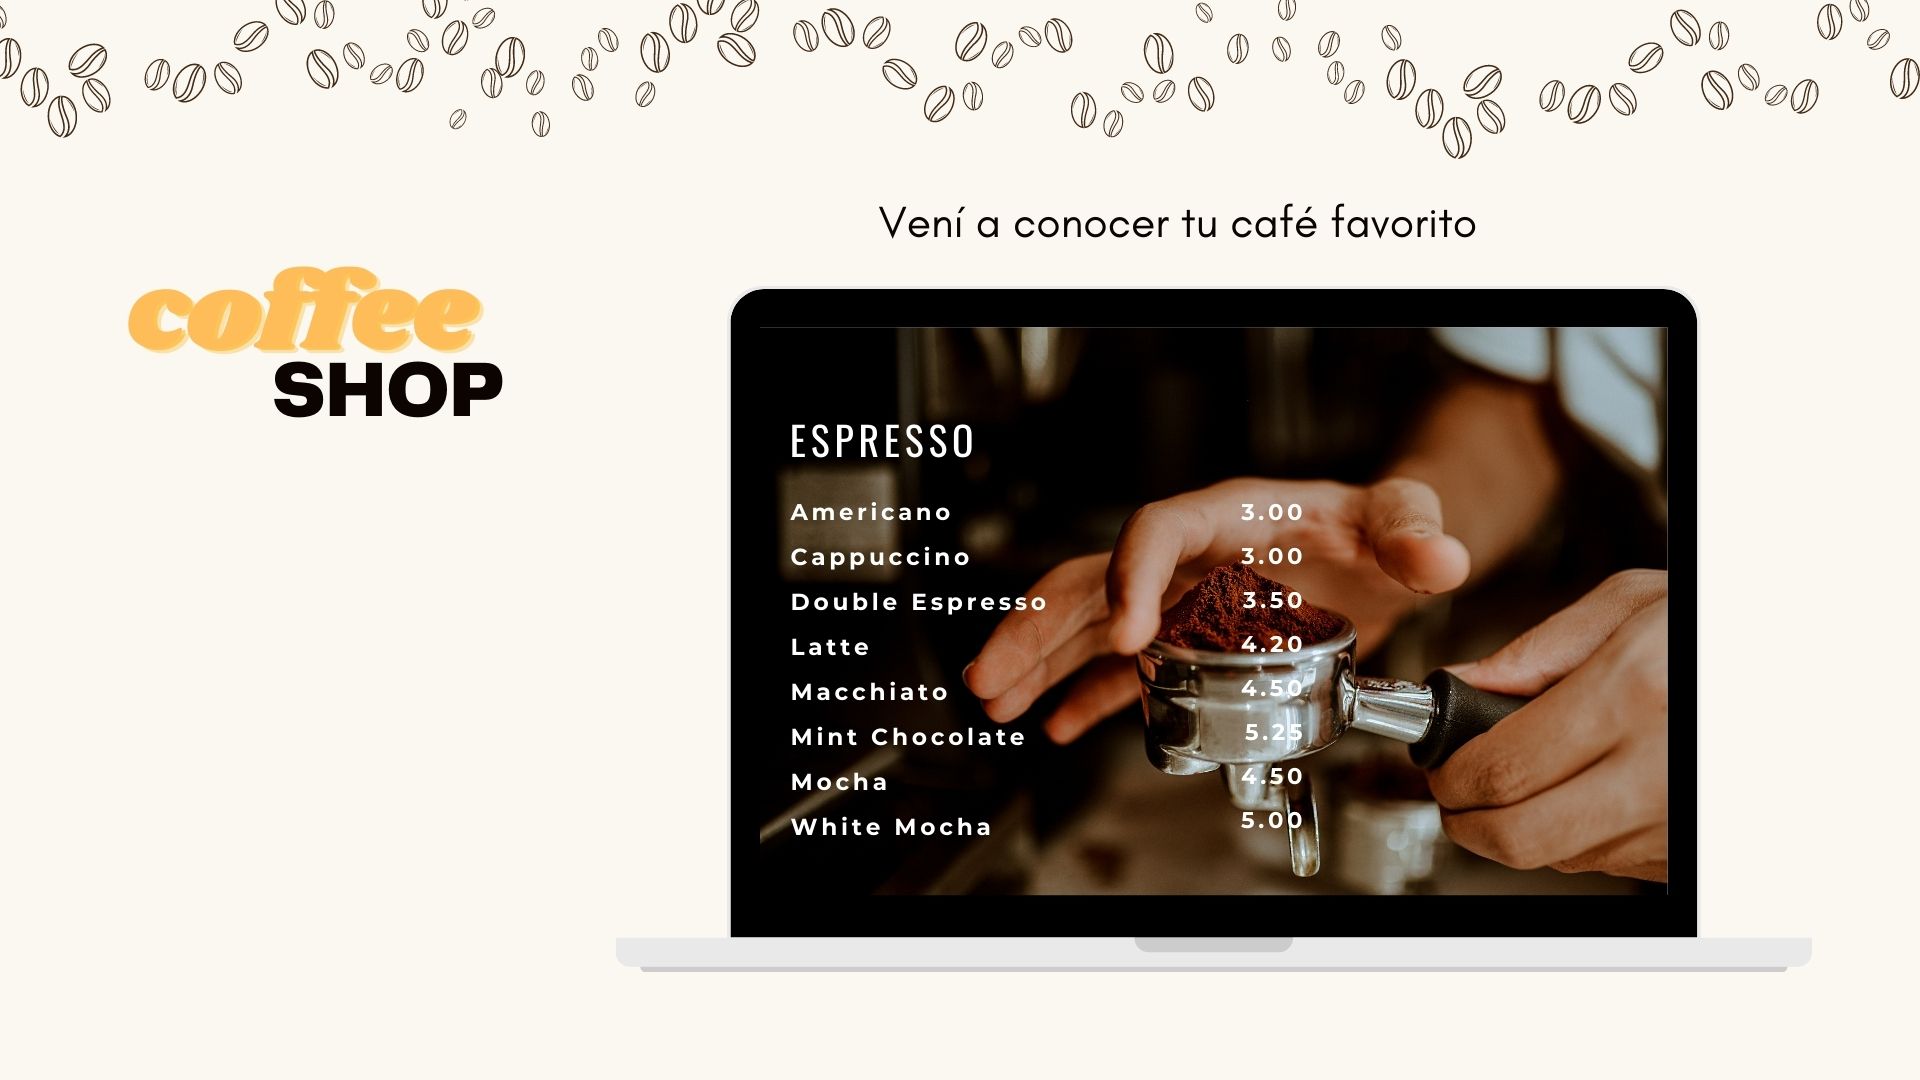 Vení a conocer tu café favorito
coffee
SHOP
ESPRESSO
Americano 3.00
Cappuccino 3.00
Double Espresso 3.50
Latte 4.20
Macchiato 4.50
Mint Chocolate 5.25
Mocha 4.50
White Mocha 5.00